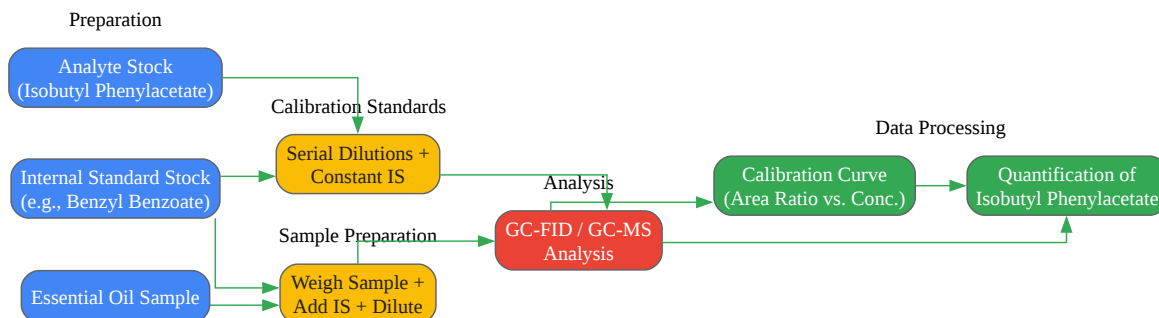 Preparation
Analyte Stock
(Isobutyl Phenylacetate)
Calibration Standards
Serial Dilutions +
Constant IS
Internal Standard Stock
(e.g., Benzyl Benzoate)
Sample Preparation
Weigh Sample +
Add IS + Dilute
Essential Oil Sample
Analysis
GC-FID / GC-MS
Analysis
Data Processing
Calibration Curve
(Area Ratio vs. Conc.)
Quantification of
Isobutyl Phenylacetate